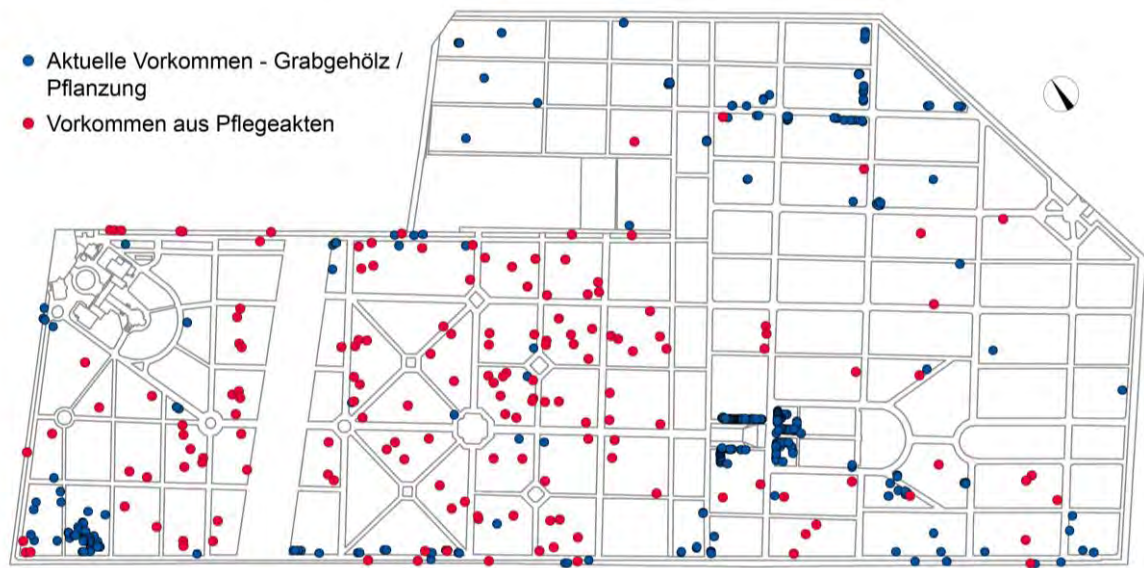 Aktuelle Vorkommen - Grabgehölz /
Pflanzung
Vorkommen aus Pflegeakten